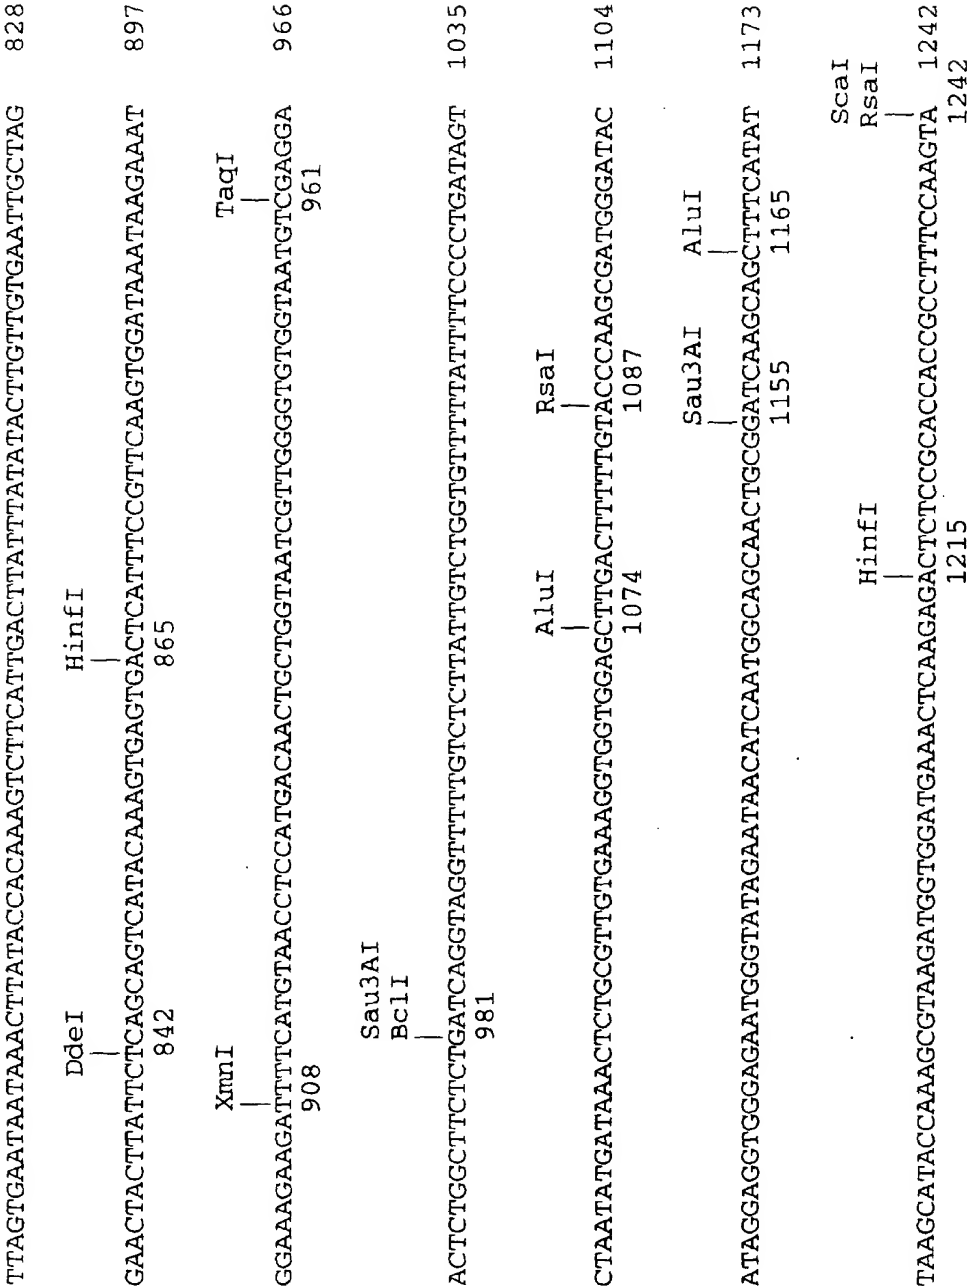 TTAGTGAATAATAAACTTATACCACAAAGTCTTCATTGACTTATTTATATACTTGTTGTGAATTGCTAG 828
DdeI HinfI
GAACTACTTATTCTCAGCAGTCATACAAAGTGAGTGACTCATTTCCGTTCAAGTGGATAAATAAGAAAT 897
842 865
XmnI TaqI
GGAAAGAAGATTTTCATGTAACCTCCATGACAACTGCTGGTAATCGTTGGGGTGTGGTAATGTCGAGGA 966
908 961
Sau3AI
BclI
ACTCTGGCTTCTCTGATCAGGTAGGTTTTTGTCTCTTATTGTCTGGTGTTTTTATTTTCCCCTGATAGT 1035
981
AluI RsaI
CTAATATGATAAACTCTGCGTTGTGAAAGGTGGTGGAGCTTGACTTTTTGTACCCAAGCGATGGGATAC 1104
1074 1087
Sau3AI AluI
ATAGGAGGTGGGAGAATGGGTATAGAATAACATCAATGGCAGCAACTGCGGATCAAGCAGCTTTCATAT 1173
1155 1165
ScaI
HinfI RsaI
TAAGCATACCAAAGCGTAAGATGGTGGATGAAACTCAAGAGACTCTCCGCACCACCGCCTTTCCAAGTA 1242
1215 1242